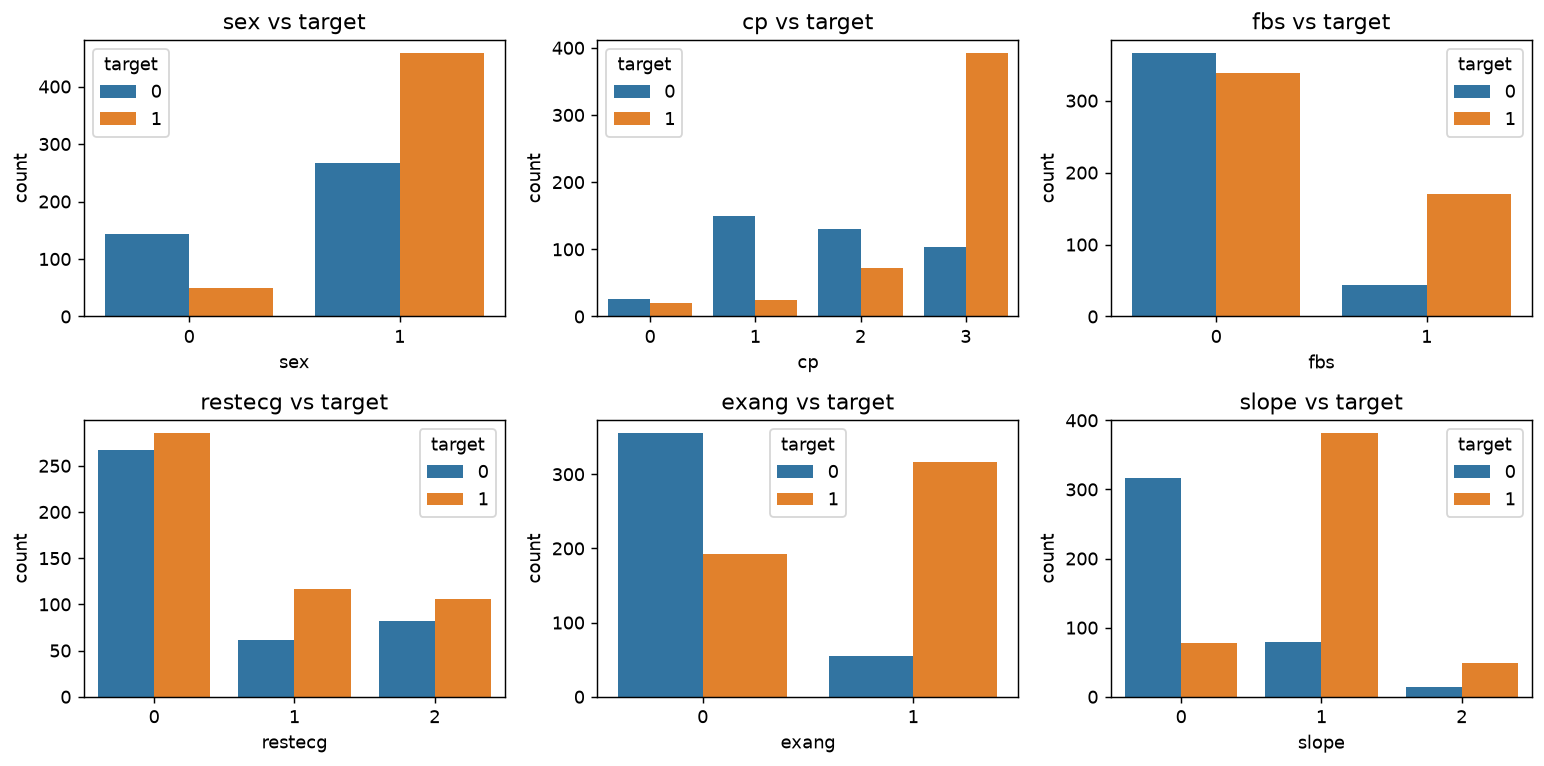 sex vs target
count
400
300
200
100
0
target
0
1
0 1
sex
cp vs target
count
400
300
200
100
0
target
0
1
0 1 2 3
cp
fbs vs target
count
300
200
100
0
target
0
1
0 1
fbs
restecg vs target
count
250
200
150
100
50
0
target
0
1
0 1 2
restecg
exang vs target
count
300
200
100
0
target
0
1
0 1
exang
slope vs target
count
400
300
200
100
0
target
0
1
0 1 2
slope